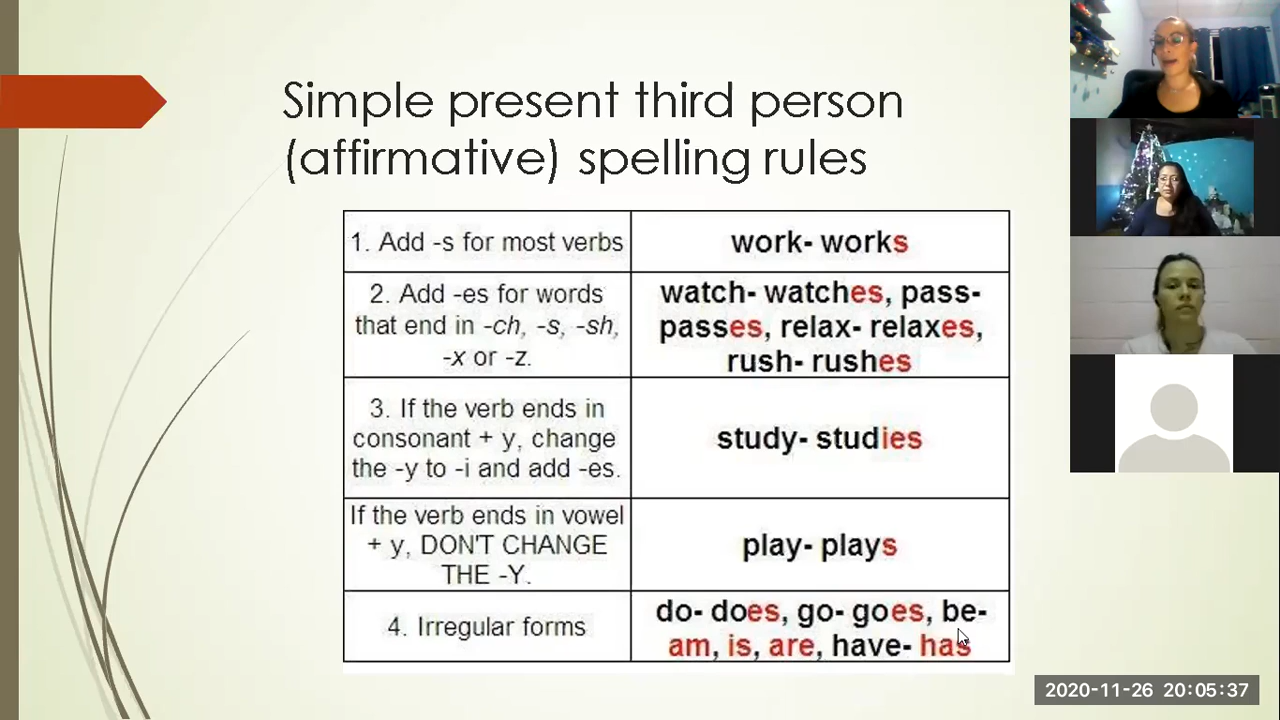 Simple present third person
(affirmative) spelling rules
1. Add -s for most verbs
work- works
2. Add -es for words
that end in -ch, -s, -sh,
-x or -z.
watch- watches, pass-
passes, relax- relaxes,
rush- rushes
3. If the verb ends in
consonant + y, change
the -y to -i and add -es.
study- studies
If the verb ends in vowel
+ y, DON'T CHANGE
THE -Y.
play- plays
4. Irregular forms
do- does, go- goes, be-
am, is, are, have- has
2020-11-26 20:05:37